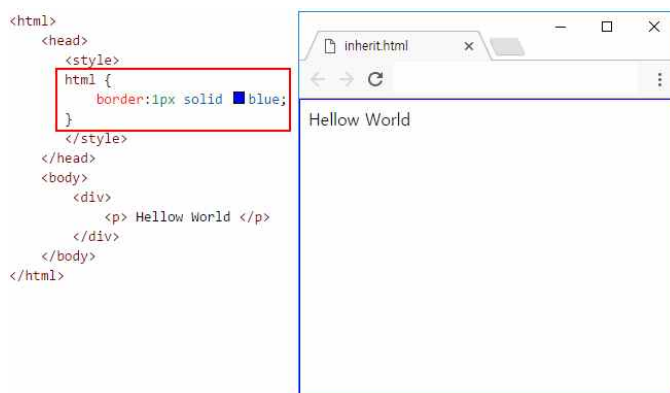 <html>
<head>
<style>
html {
border:1px solid blue;
}
</style>
</head>
<body>
<div>
<p> Hellow World </p>
</div>
</body>
</html>
inherit.html
Hellow World